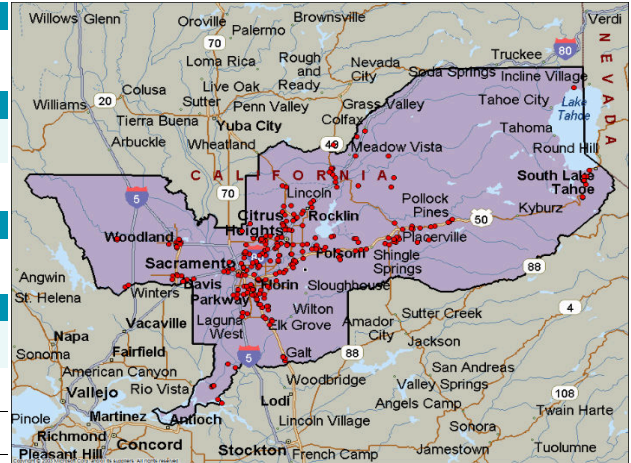 Willows Glenn
Oroville
Brownsville
Verdi
70
Palermo
80
Loma Rica
Rough and Ready
Nevada City
Truckee
NEVADA
Soda Springs
Incline Village
Colusa
Live Oak
Williams
20
Sutter
Penn Valley
Grass Valley
Tahoe City
Lake Tahoe
Tierra Buena
Yuba City
Colfax
Tahoma
Arbuckle
Wheatland
Meadow Vista
Round Hill
CALIFORNIA
South Lake Tahoe
5
70
Lincoln
Pollock Pines
Kyburz
Citrus Heights
Rocklin
50
Woodland
Placerville
Sacramento
Folsom
Shingle Springs
88
Angwin
Davis
Florin
Sloughhouse
St. Helena
Winters
Parkway
Wilton
Sutter Creek
4
Napa
Vacaville
Laguna West
Elk Grove
Amador City
Jackson
Sonoma
Fairfield
5
Galt
88
San Andreas
American Canyon
Woodbridge
Valley Springs
108
Vallejo
Rio Vista
Lodi
Angels Camp
Twain Harte
Pinole
Martinez
Antioch
Lincoln Village
Sonora
Richmond
Concord
Stockton
Jamestown
Tuolumne
Pleasant Hill
French Camp